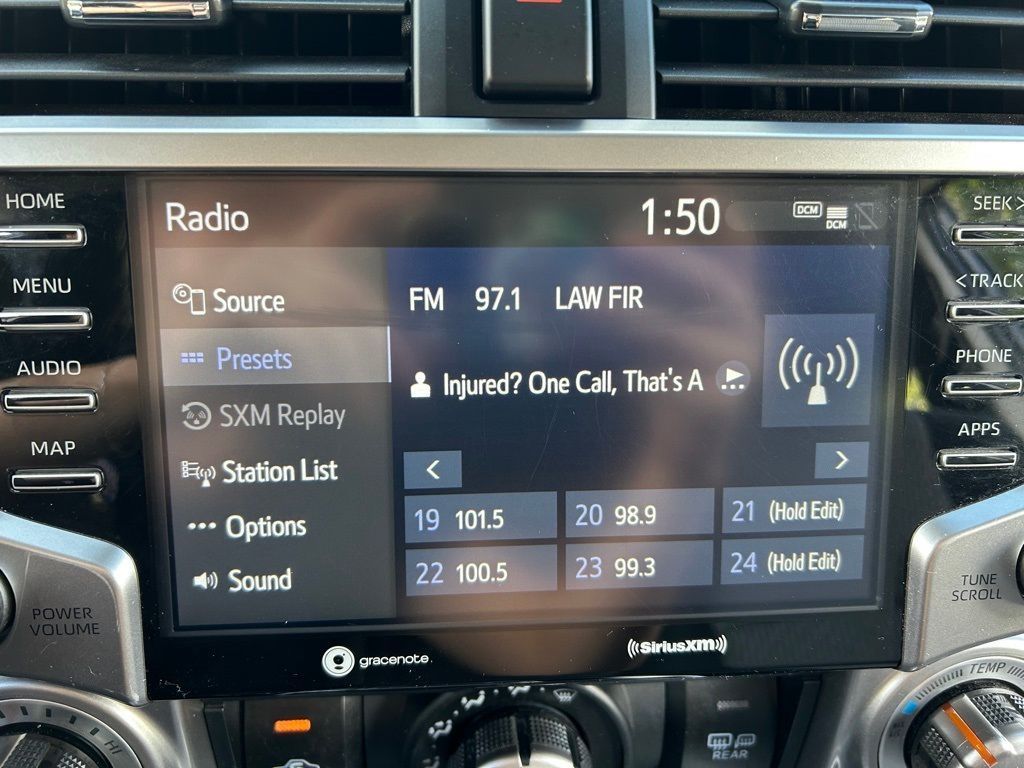 HOME
MENU
AUDIO
MAP
POWER
VOLUME
Radio
1:50
DCM
DCM
Source
Presets
SXM Replay
Station List
Options
Sound
FM 97.1 LAW FIR
Injured? One Call, That's A
<
>
19 101.5
20 98.9
21 (Hold Edit)
22 100.5
23 99.3
24 (Hold Edit)
gracenote.
((SiriusXM))
SEEK >
< TRACK
PHONE
APPS
TUNE
SCROLL
TEMP
HI
REAR